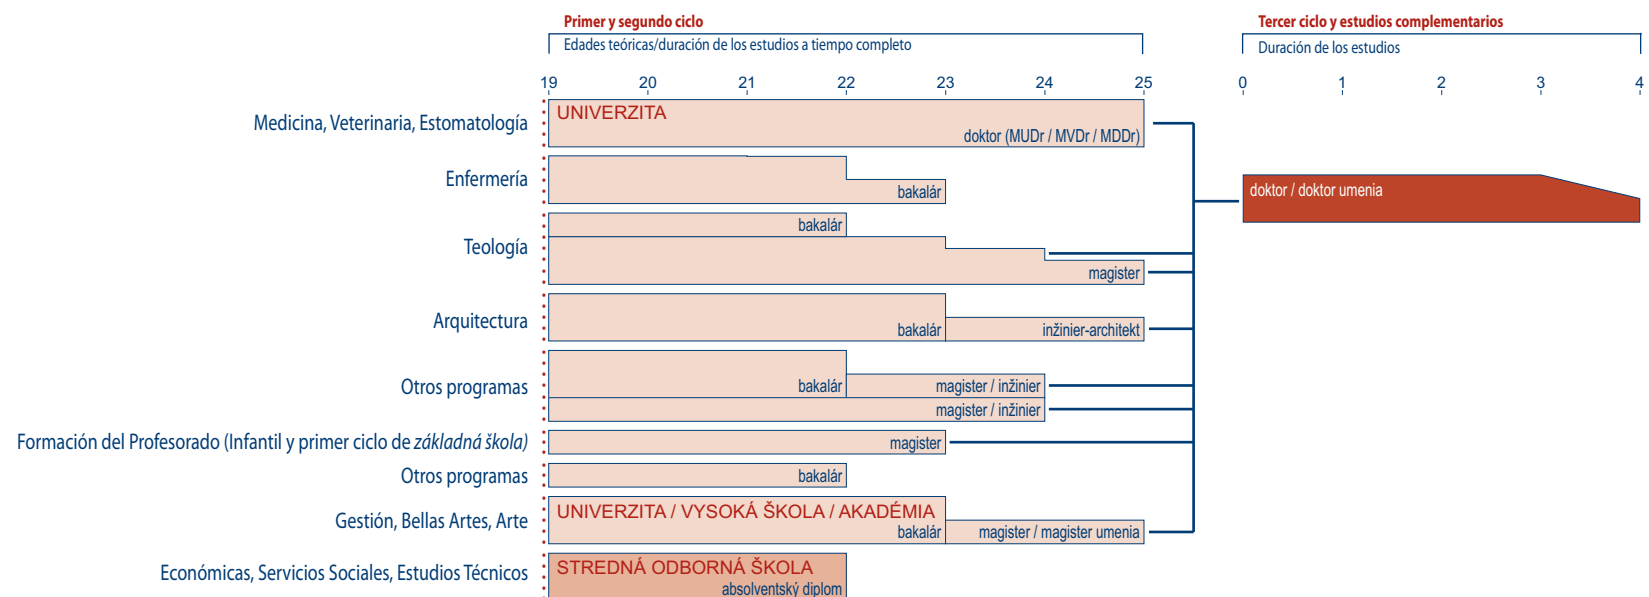 Primer y segundo ciclo
Edades teóricas/duración de los estudios a tiempo completo
19 20 21 22 23 24 25
Tercer ciclo y estudios complementarios
Duración de los estudios
0 1 2 3 4
Medicina, Veterinaria, Estomatología
UNIVERZITA
doktor (MUDr / MVDr / MDDr)
Enfermería
bakalár
doktor / doktor umenia
Teología
bakalár
magister
Arquitectura
bakalár
inžinier-architekt
Otros programas
bakalár
magister / inžinier
magister / inžinier
Formación del Profesorado (Infantil y primer ciclo de základná škola)
magister
Otros programas
bakalár
Gestión, Bellas Artes, Arte
UNIVERZITA / VYSOKÁ ŠKOLA / AKADÉMIA
bakalár
magister / magister umenia
Económicas, Servicios Sociales, Estudios Técnicos
STREDNÁ ODBORNÁ ŠKOLA
absolventský diplom